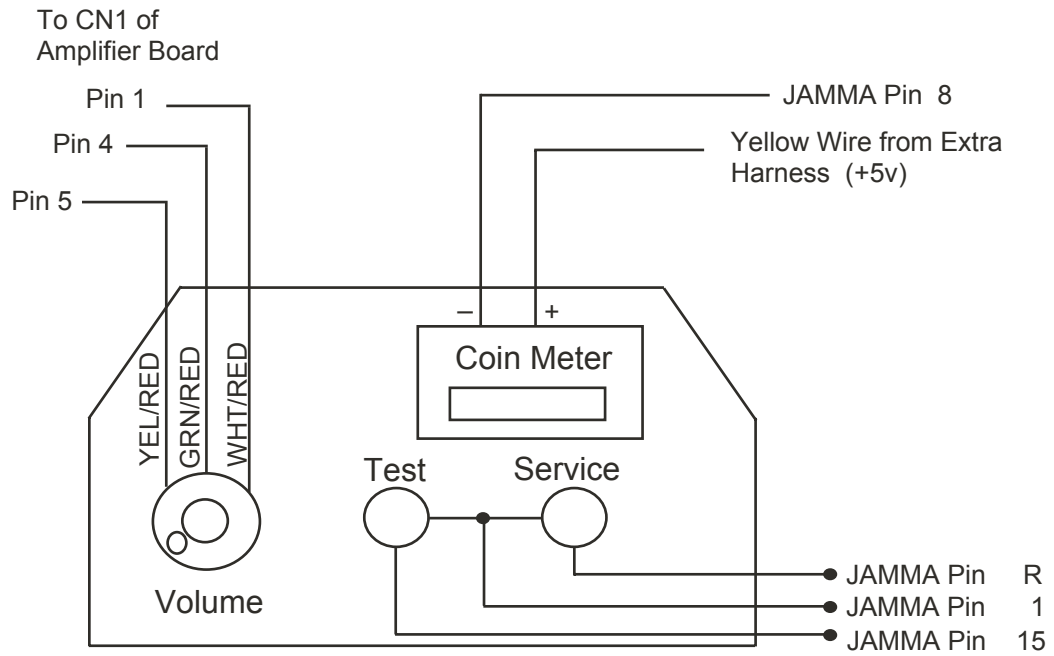 To CN1 of
Amplifier Board
Pin 1
Pin 4
Pin 5
JAMMA Pin 8
Yellow Wire from Extra
Harness (+5v)
– +
Coin Meter
YEL/RED
GRN/RED
WHT/RED
Test
Service
Volume
JAMMA Pin R
JAMMA Pin 1
JAMMA Pin 15